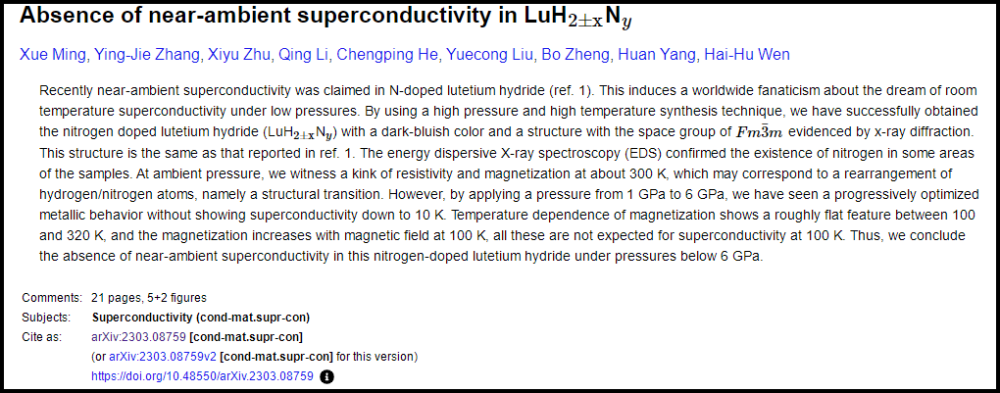 Absence of near-ambient superconductivity in LuH₂±ₓNᵧ
Xue Ming, Ying-Jie Zhang, Xiyu Zhu, Qing Li, Chengping He, Yuecong Liu, Bo Zheng, Huan Yang, Hai-Hu Wen
Recently near-ambient superconductivity was claimed in N-doped lutetium hydride (ref. 1). This induces a worldwide fanaticism about the dream of room
temperature superconductivity under low pressures. By using a high pressure and high temperature synthesis technique, we have successfully obtained
the nitrogen doped lutetium hydride (LuH₂±ₓNᵧ) with a dark-bluish color and a structure with the space group of Fm3̄m evidenced by x-ray diffraction.
This structure is the same as that reported in ref. 1. The energy dispersive X-ray spectroscopy (EDS) confirmed the existence of nitrogen in some areas
of the samples. At ambient pressure, we witness a kink of resistivity and magnetization at about 300 K, which may correspond to a rearrangement of
hydrogen/nitrogen atoms, namely a structural transition. However, by applying a pressure from 1 GPa to 6 GPa, we have seen a progressively optimized
metallic behavior without showing superconductivity down to 10 K. Temperature dependence of magnetization shows a roughly flat feature between 100
and 320 K, and the magnetization increases with magnetic field at 100 K, all these are not expected for superconductivity at 100 K. Thus, we conclude
the absence of near-ambient superconductivity in this nitrogen-doped lutetium hydride under pressures below 6 GPa.
Comments: 21 pages, 5+2 figures
Subjects: Superconductivity (cond-mat.supr-con)
Cite as: arXiv:2303.08759 [cond-mat.supr-con]
(or arXiv:2303.08759v2 [cond-mat.supr-con] for this version)
https://doi.org/10.48550/arXiv.2303.08759